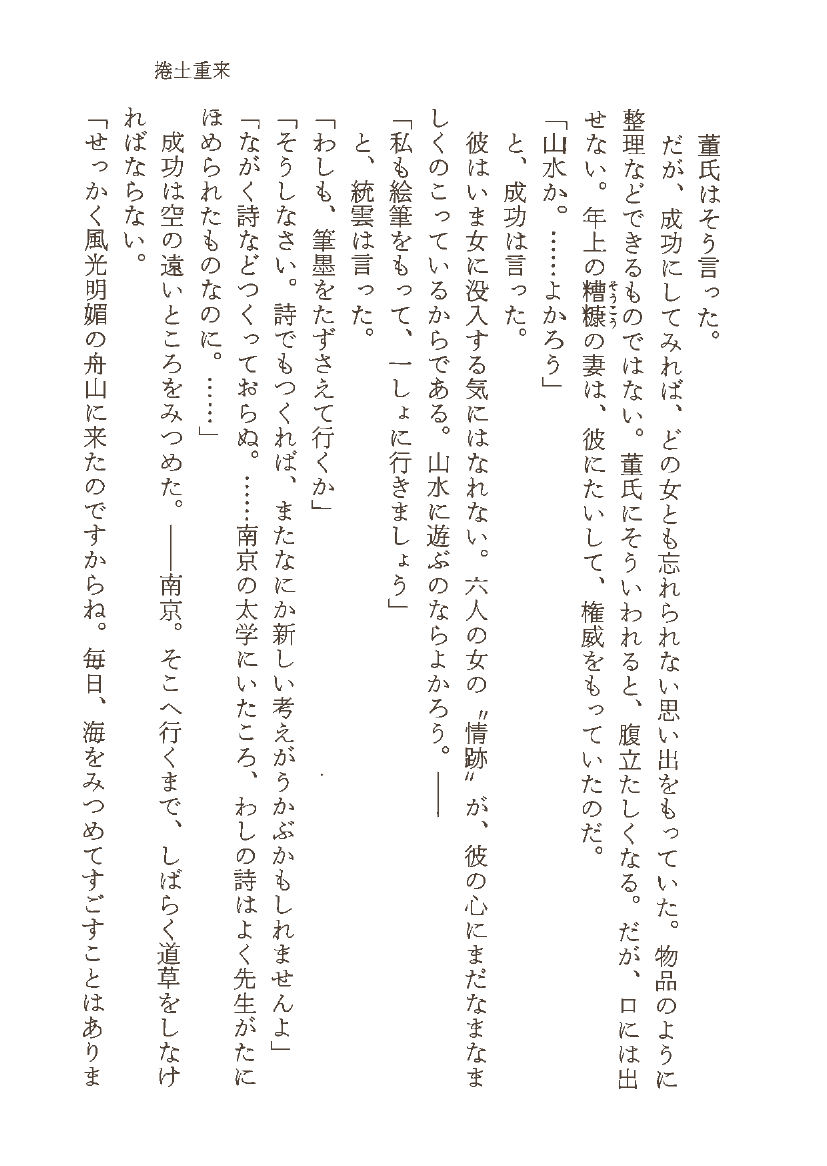 捲土重来
董氏はそう言った。
だが、成功にしてみれば、どの女とも忘れられない思い出をもっていた。物品のように
整理などできるものではない。董氏にそういわれると、腹立たしくなる。だが、口には出
せない。年上の糟糠の妻は、彼にたいして、権威をもっていたのだ。
そうこう
「山水か。……よかろう」
と、成功は言った。
彼はいま女に没入する気にはなれない。六人の女の〝情跡〟が、彼の心にまだなまなま
しくのこっているからである。山水に遊ぶのならよかろう。――
「私も絵筆をもって、一しょに行きましょう」
と、統雲は言った。
「わしも、筆墨をたずさえて行くか」
「そうしなさい。詩でもつくれば、またなにか新しい考えがうかぶかもしれませんよ」
「ながく詩などつくっておらぬ。……南京の太学にいたころ、わしの詩はよく先生がたに
ほめられたものなのに。……」
成功は空の遠いところをみつめた。――南京。そこへ行くまで、しばらく道草をしなけ
ればならない。
「せっかく風光明媚の舟山に来たのですからね。毎日、海をみつめてすごすことはありま